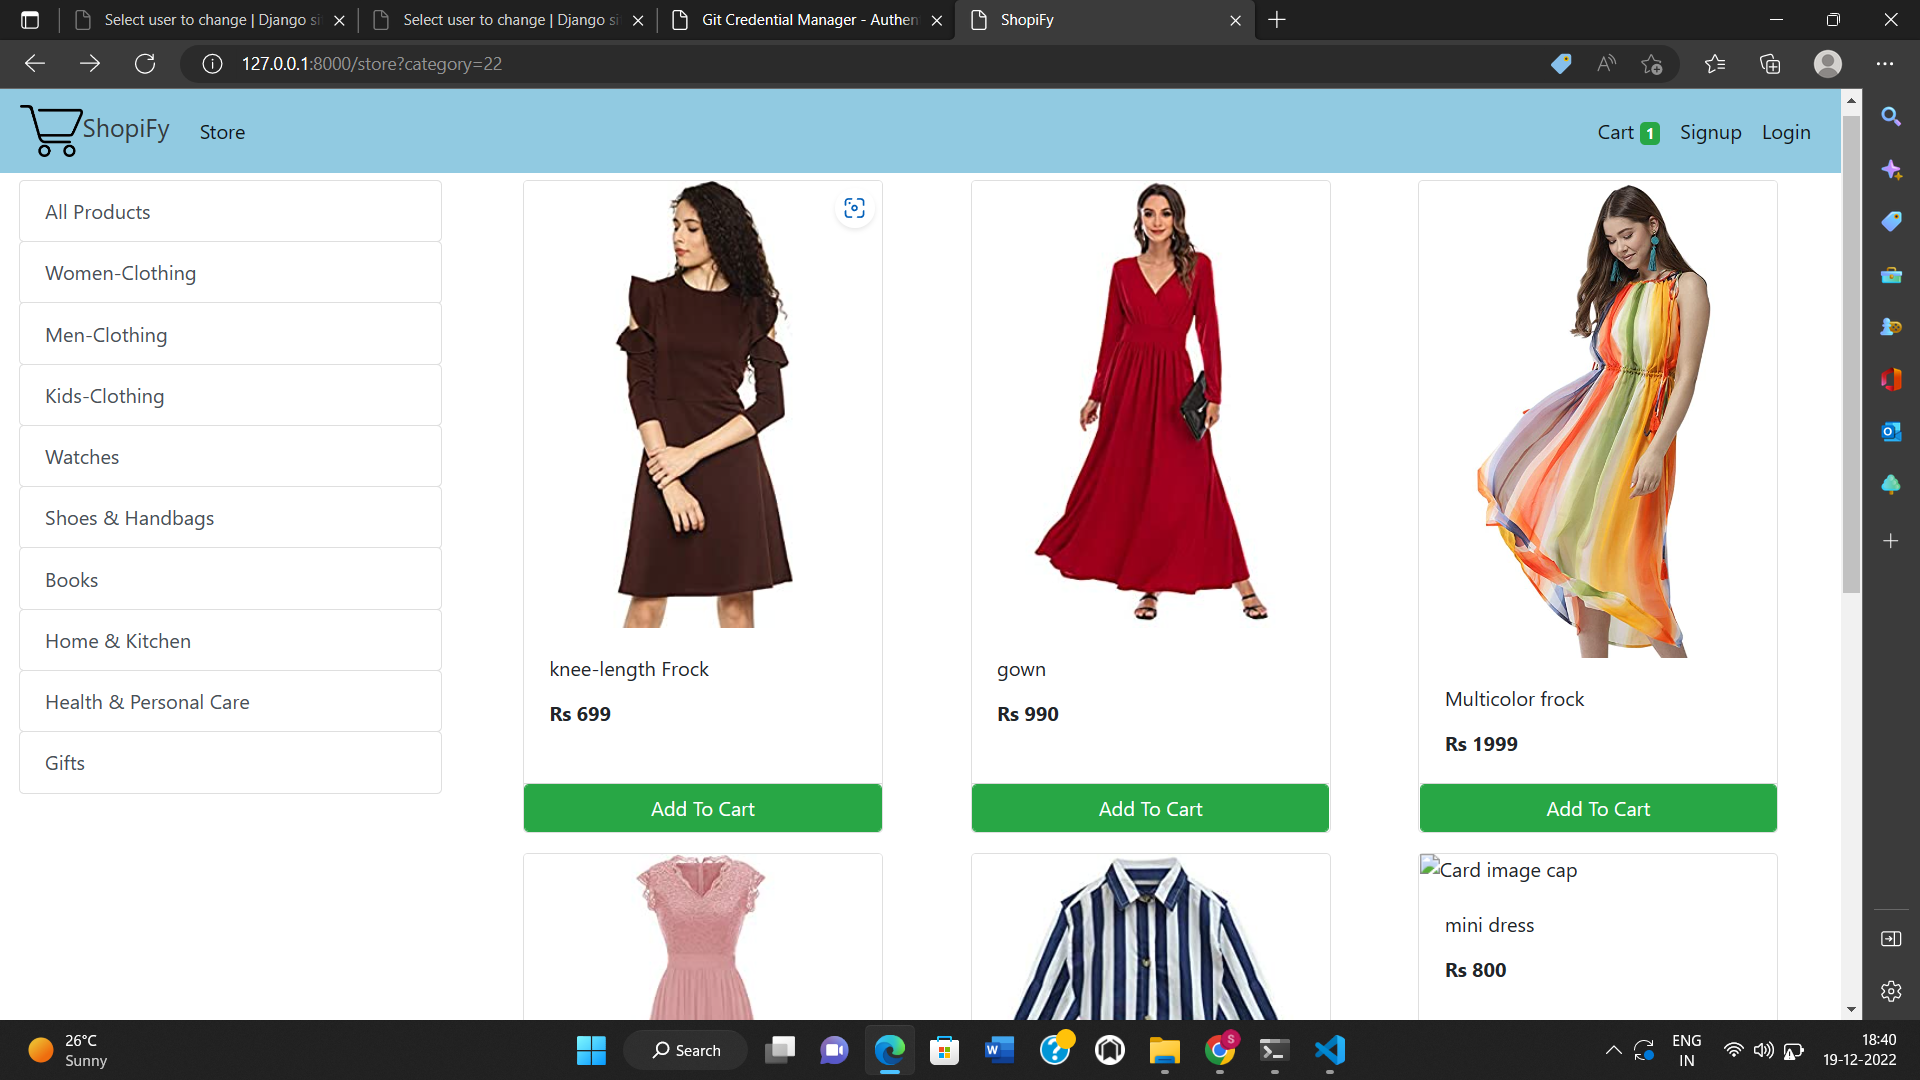 Select user to change | Django si
Select user to change | Django si
Git Credential Manager - Authen
ShopiFy
127.0.0.1:8000/store?category=22
ShopiFy
Store
Cart 1
Signup
Login
All Products
Women-Clothing
Men-Clothing
Kids-Clothing
Watches
Shoes & Handbags
Books
Home & Kitchen
Health & Personal Care
Gifts
knee-length Frock
Rs 699
Add To Cart
gown
Rs 990
Add To Cart
Multicolor frock
Rs 1999
Add To Cart
Card image cap
mini dress
Rs 800
26°C
Sunny
Search
S
ENG
IN
18:40
19-12-2022